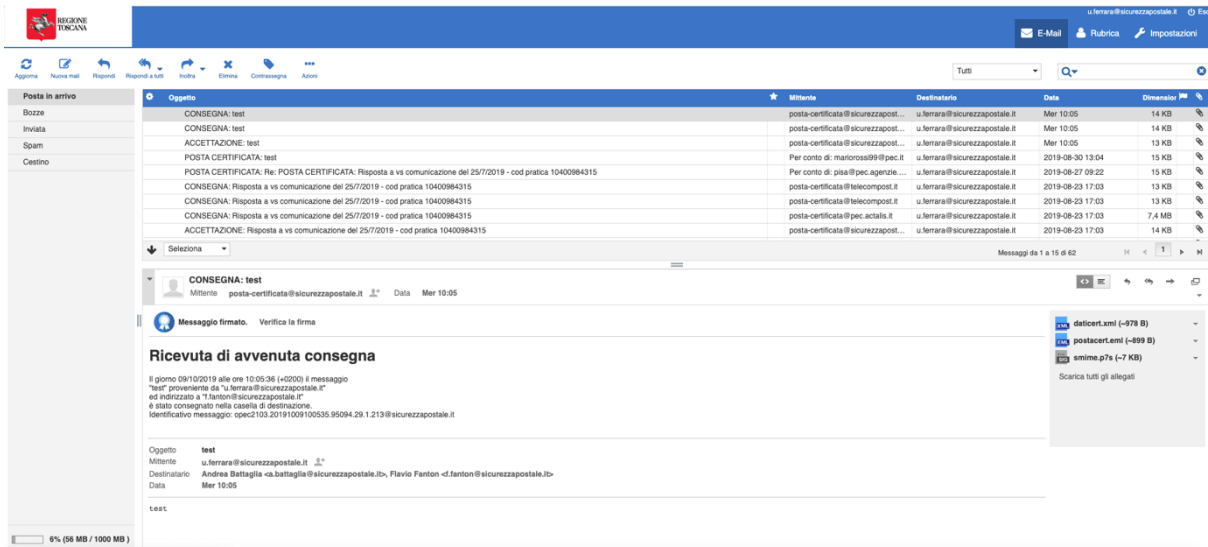 u.ferrara@sicurezzapostale.it Esc
REGIONE
TOSCANA
E-Mail Rubrica Impostazioni
Aggiorna Nuova mail Rispondi Rispondi a tutti Inoltra Elimina Contrassegna Azioni
Tutti
Posta in arrivo
Bozze
Inviata
Spam
Cestino
Oggetto Mittente Destinatario Data Dimension
CONSEGNA: test posta-certificata@sicurezzapost... u.ferrara@sicurezzapostale.it Mer 10:05 14 KB
CONSEGNA: test posta-certificata@sicurezzapost... u.ferrara@sicurezzapostale.it Mer 10:05 14 KB
ACCETTAZIONE: test posta-certificata@sicurezzapost... u.ferrara@sicurezzapostale.it Mer 10:05 13 KB
POSTA CERTIFICATA: test Per conto di: mariorossi99@pec.it u.ferrara@sicurezzapostale.it 2019-08-30 13:04 15 KB
POSTA CERTIFICATA: Re: POSTA CERTIFICATA: Risposta a vs comunicazione del 25/7/2019 - cod pratica 10400984315 Per conto di: pisa@pec.agenzie.... u.ferrara@sicurezzapostale.it 2019-08-27 09:22 15 KB
CONSEGNA: Risposta a vs comunicazione del 25/7/2019 - cod pratica 10400984315 posta-certificata@telecompost.it u.ferrara@sicurezzapostale.it 2019-08-23 17:03 13 KB
CONSEGNA: Risposta a vs comunicazione del 25/7/2019 - cod pratica 10400984315 posta-certificata@telecompost.it u.ferrara@sicurezzapostale.it 2019-08-23 17:03 13 KB
CONSEGNA: Risposta a vs comunicazione del 25/7/2019 - cod pratica 10400984315 posta-certificata@pec.actalis.it u.ferrara@sicurezzapostale.it 2019-08-23 17:03 7,4 MB
ACCETTAZIONE: Risposta a vs comunicazione del 25/7/2019 - cod pratica 10400984315 posta-certificata@sicurezzapost... u.ferrara@sicurezzapostale.it 2019-08-23 17:03 14 KB
Seleziona Messaggi da 1 a 15 di 62 1
CONSEGNA: test
Mittente posta-certificata@sicurezzapostale.it Data Mer 10:05
Messaggio firmato. Verifica la firma
daticert.xml (~978 B)
postacert.eml (~899 B)
smime.p7s (~7 KB)
Scarica tutti gli allegati
Ricevuta di avvenuta consegna
Il giorno 09/10/2019 alle ore 10:05:36 (+0200) il messaggio
"test" proveniente da "u.ferrara@sicurezzapostale.it"
ed indirizzato a "f.fanton@sicurezzapostale.it"
è stato consegnato nella casella di destinazione.
Identificativo messaggio: opec2103.20191009100535.95094.29.1.213@sicurezzapostale.it
Oggetto test
Mittente u.ferrara@sicurezzapostale.it
Destinatario Andrea Battaglia <a.battaglia@sicurezzapostale.it>, Flavio Fanton <f.fanton@sicurezzapostale.it>
Data Mer 10:05
test
6% (56 MB / 1000 MB )